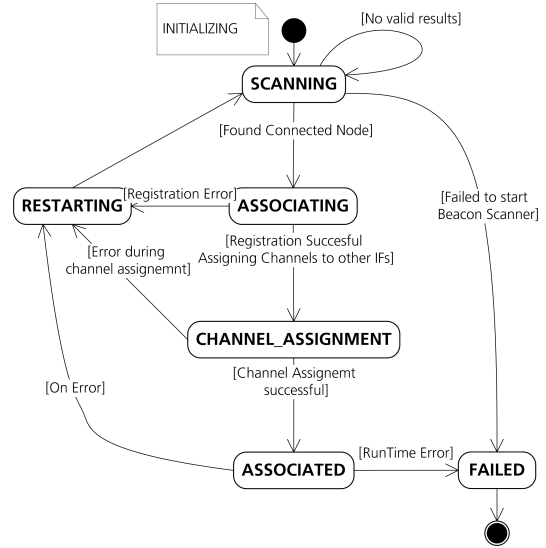 INITIALIZING
[No valid results]
SCANNING
[Found Connected Node]
[Failed to start
Beacon Scanner]
RESTARTING
[Registration Error]
ASSOCIATING
[Registration Succesful
Assigning Channels to other IFs]
[Error during
channel assignemnt]
CHANNEL_ASSIGNMENT
[Channel Assignemt
successful]
[On Error]
ASSOCIATED
[RunTime Error]
FAILED